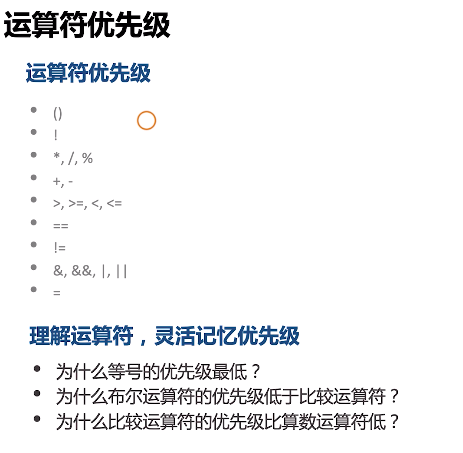 运算符优先级
运算符优先级
• ()
• !
• *, /, %
• +, -
• >, >=, <, <=
• ==
• !=
• &, &&, |, ||
• =
理解运算符，灵活记忆优先级
• 为什么等号的优先级最低？
• 为什么布尔运算符的优先级低于比较运算符？
• 为什么比较运算符的优先级比算数运算符低？